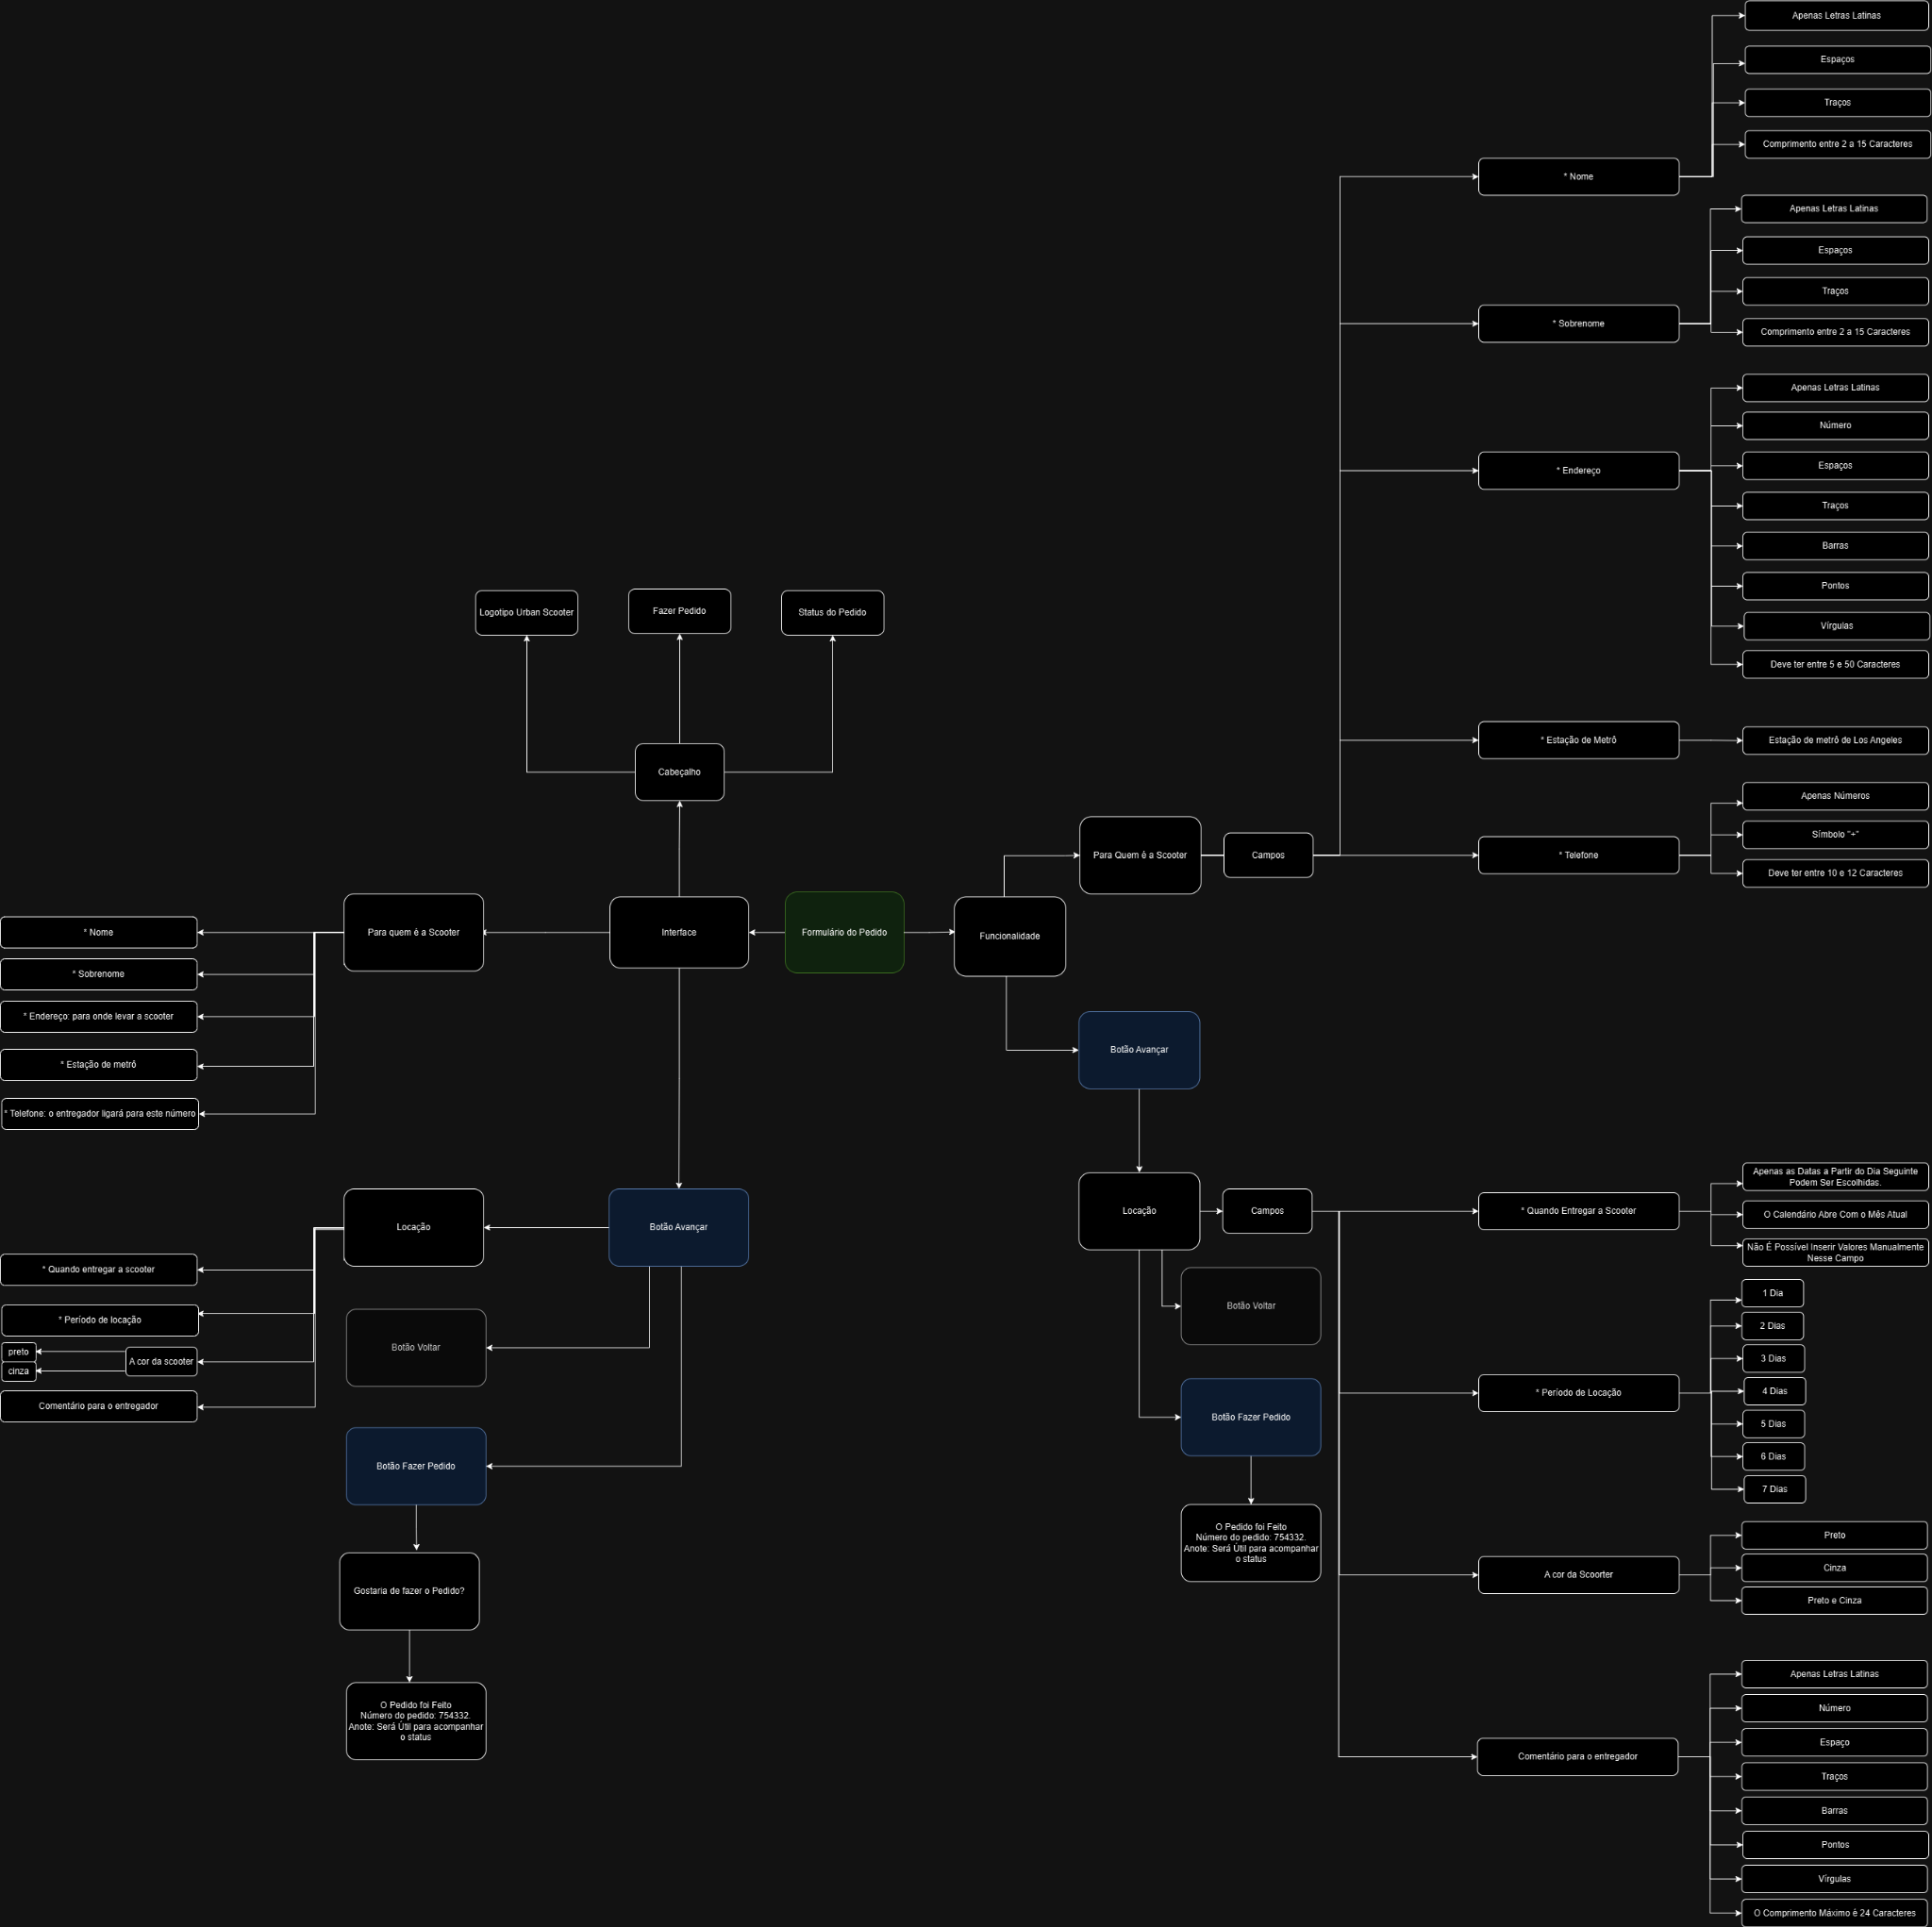 Apenas Letras Latinas
Espaços
Traços
Comprimento entre 2 a 15 Caracteres
* Nome
Apenas Letras Latinas
Espaços
Traços
Comprimento entre 2 a 15 Caracteres
* Sobrenome
Apenas Letras Latinas
Número
Espaços
Traços
Barras
Pontos
Vírgulas
Deve ter entre 5 e 50 Caracteres
* Endereço
* Estação de Metrô
Estação de metrô de Los Angeles
Apenas Números
Símbolo "+"
Deve ter entre 10 e 12 Caracteres
* Telefone
Logotipo Urban Scooter
Fazer Pedido
Status do Pedido
Cabeçalho
Para Quem é a Scooter
Campos
* Nome
* Sobrenome
* Endereço: para onde levar a scooter
* Estação de metrô
* Telefone: o entregador ligará para este número
Para quem é a Scooter
Interface
Formulário do Pedido
Funcionalidade
Botão Avançar
Locação
Botão Avançar
* Quando entregar a scooter
* Período de locação
preto
cinza
A cor da scooter
Comentário para o entregador
Botão Voltar
Botão Fazer Pedido
Gostaria de fazer o Pedido?
O Pedido foi Feito
Número do pedido: 754332.
Anote: Será Útil para acompanhar
o status
Locação
Campos
Botão Voltar
Botão Fazer Pedido
O Pedido foi Feito
Número do pedido: 754332.
Anote: Será Útil para acompanhar
o status
* Quando Entregar a Scooter
Apenas as Datas a Partir do Dia Seguinte
Podem Ser Escolhidas.
O Calendário Abre Com o Mês Atual
Não É Possível Inserir Valores Manualmente
Nesse Campo
* Período de Locação
1 Dia
2 Dias
3 Dias
4 Dias
5 Dias
6 Dias
7 Dias
A cor da Scoorter
Preto
Cinza
Preto e Cinza
Comentário para o entregador
Apenas Letras Latinas
Número
Espaço
Traços
Barras
Pontos
Vírgulas
O Comprimento Máximo é 24 Caracteres